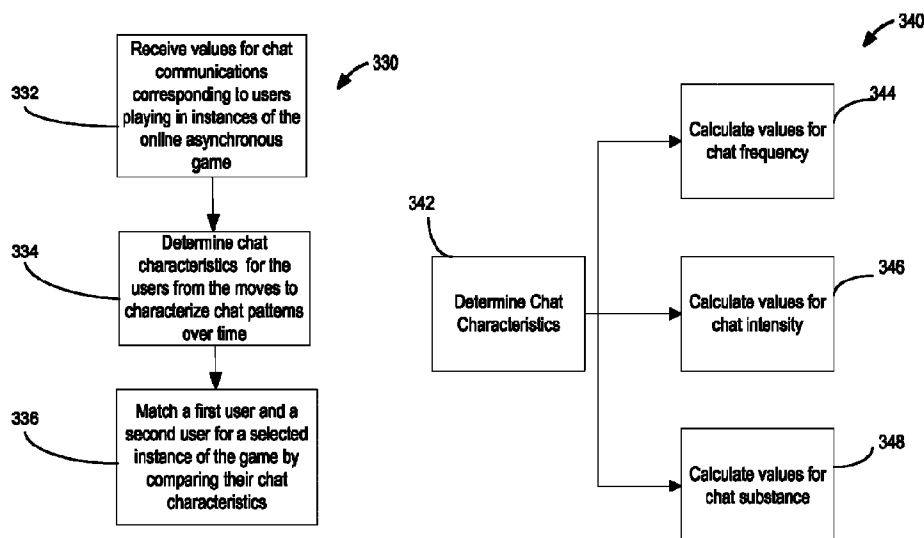 330
332
Receive values for chat
communications
corresponding to users
playing in instances of the
online asynchronous
game
334
Determine chat
characteristics for the
users from the moves to
characterize chat patterns
over time
336
Match a first user and a
second user for a selected
instance of the game by
comparing their chat
characteristics
340
342
Determine Chat
Characteristics
344
Calculate values for
chat frequency
346
Calculate values for
chat intensity
348
Calculate values for
chat substance